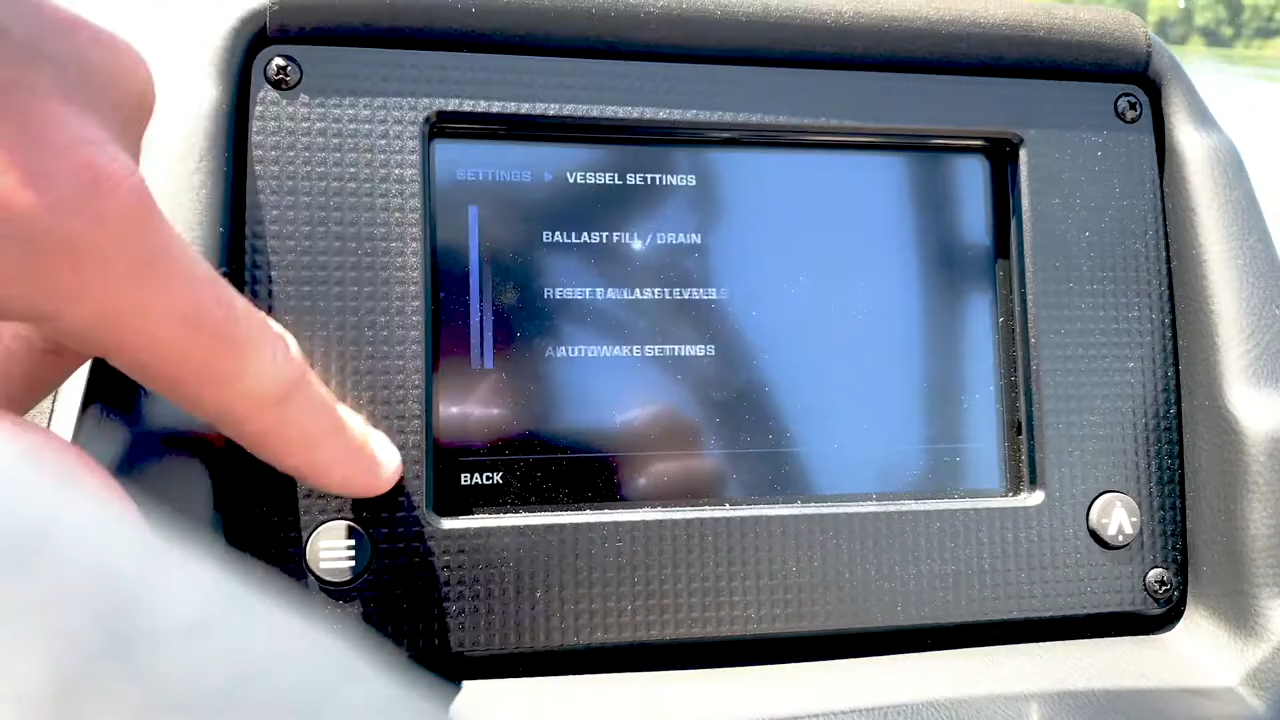 SETTINGS VESSEL SETTINGS
BALLAST FILL / DRAIN
RESET BALLAST LEVELS
AUTOWAKE SETTINGS
BACK